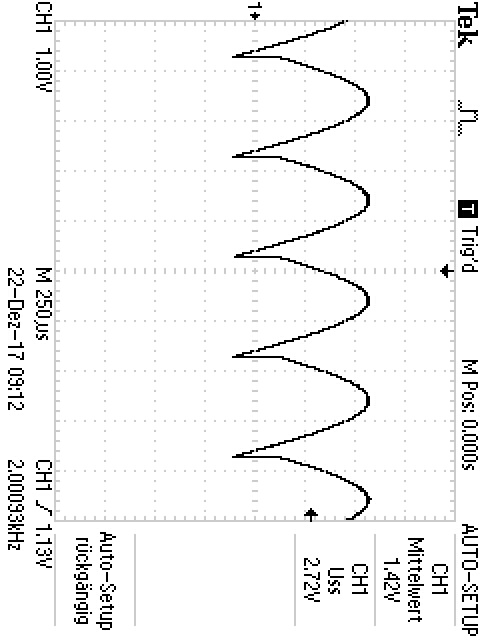 Tek T Trig'd M Pos: 0.000s AUTO-SETUP
CH1
Mittelwert
1.42V
CH1
Uss
2.72V
1
Auto-Setup
rückgängig
CH1 1.00V M 250µs CH1 1.13V
22-Dez-17 09:12 2.00093kHz